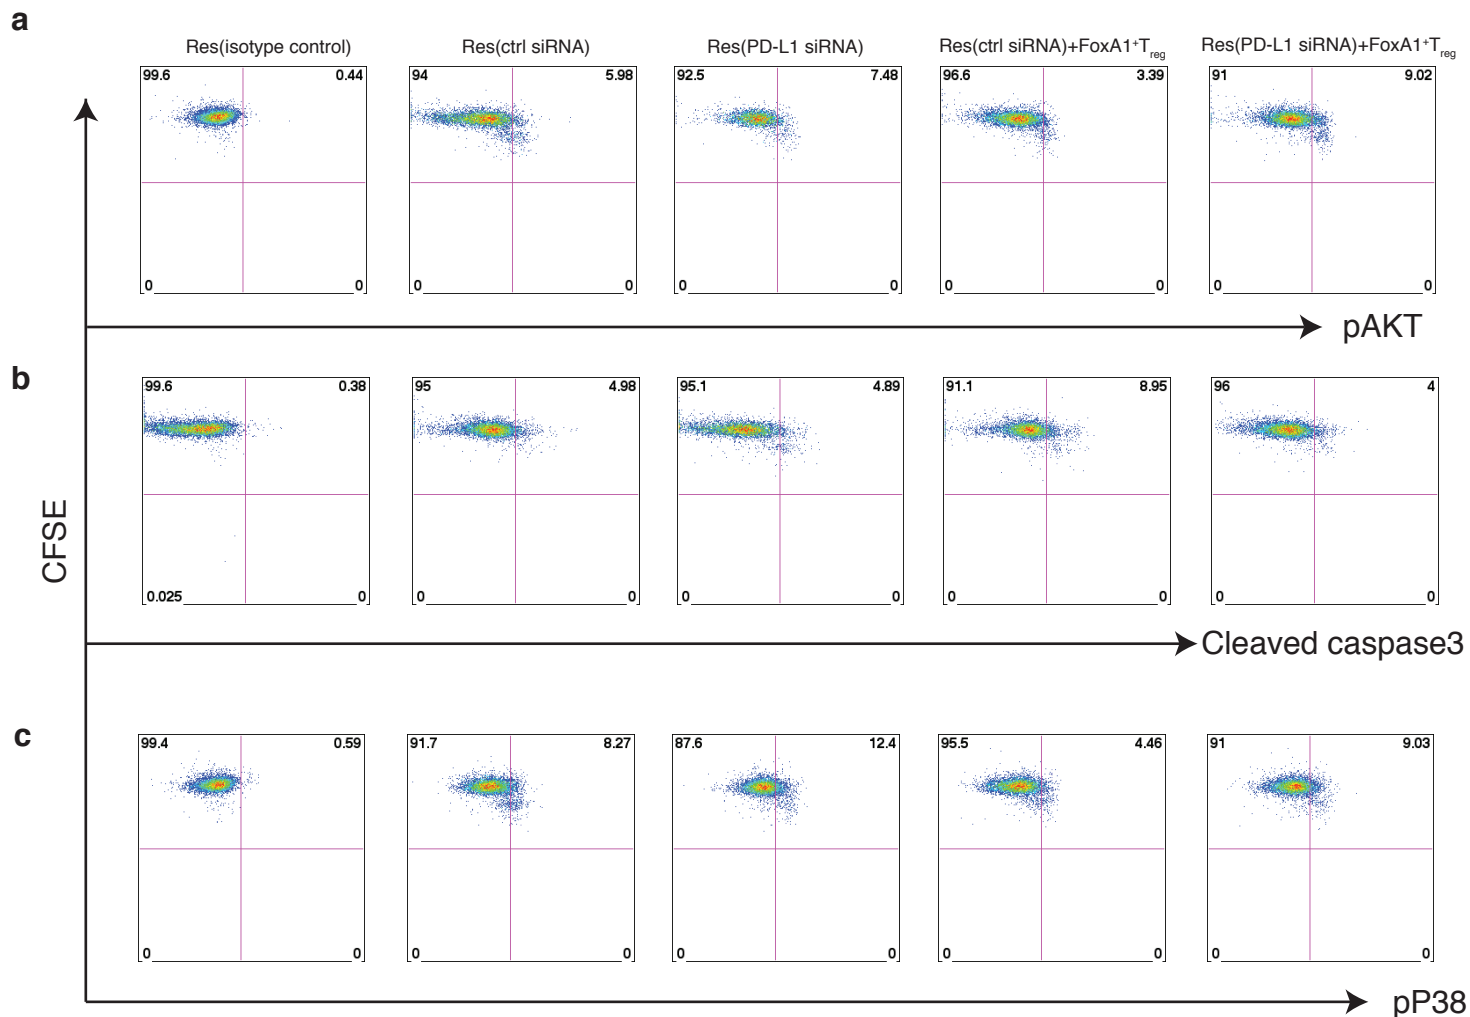 a
Res(isotype control)
Res(ctrl siRNA)
Res(PD-L1 siRNA)
Res(ctrl siRNA)+FoxA1⁺Treg
Res(PD-L1 siRNA)+FoxA1⁺Treg
99.6 0.44
94 5.98
92.5 7.48
96.6 3.39
91 9.02
0 0
0 0
0 0
0 0
0 0
pAKT
b
99.6 0.38
95 4.98
95.1 4.89
91.1 8.95
96 4
CFSE
0.025 0
0 0
0 0
0 0
0 0
Cleaved caspase3
c
99.4 0.59
91.7 8.27
87.6 12.4
95.5 4.46
91 9.03
0 0
0 0
0 0
0 0
0 0
pP38